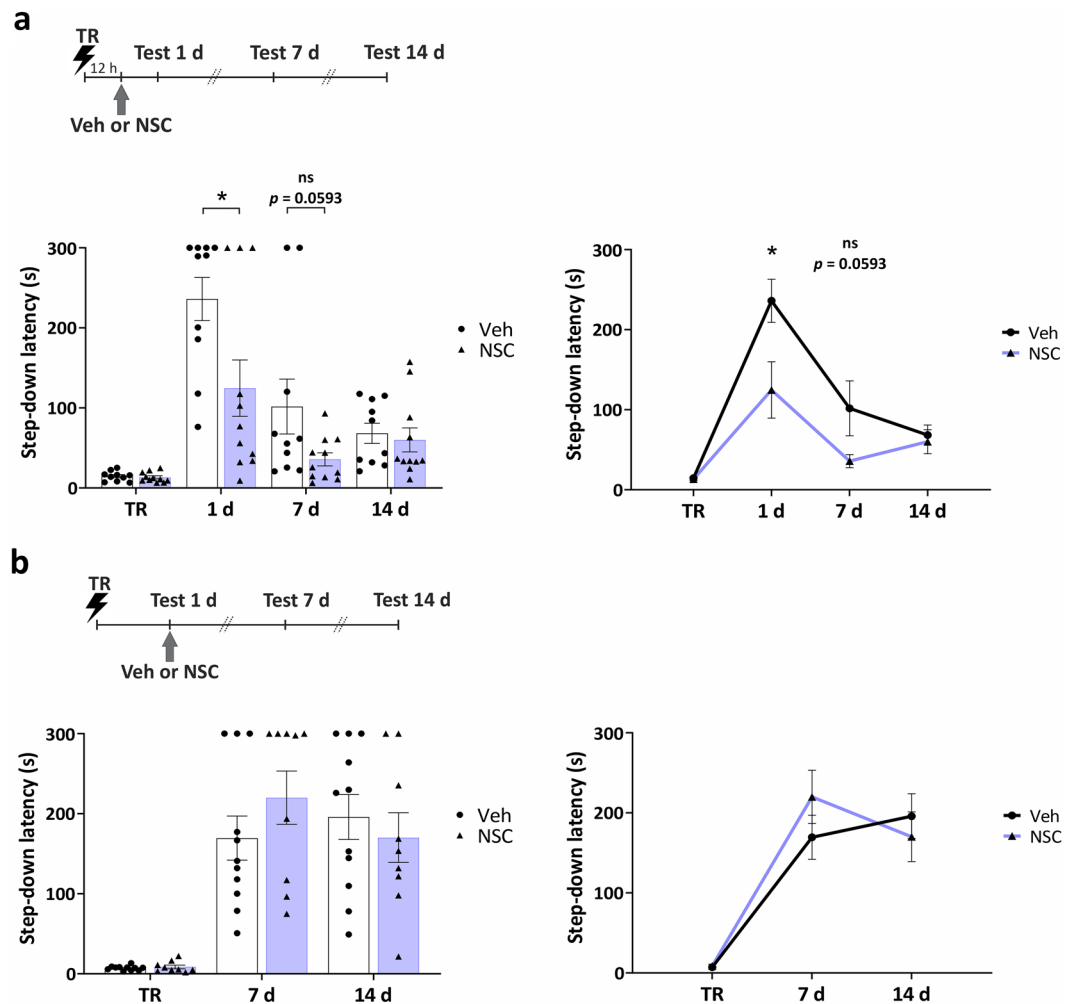 a
TR
Test 1 d
Test 7 d
Test 14 d
12 h
Veh or NSC
*
ns
p = 0.0593
Step-down latency (s)
300
200
100
0
TR
1 d
7 d
14 d
Veh
NSC
*
ns
p = 0.0593
Step-down latency (s)
300
200
100
0
TR
1 d
7 d
14 d
Veh
NSC
b
TR
Test 1 d
Test 7 d
Test 14 d
Veh or NSC
Step-down latency (s)
300
200
100
0
TR
7 d
14 d
Veh
NSC
Step-down latency (s)
300
200
100
0
TR
7 d
14 d
Veh
NSC